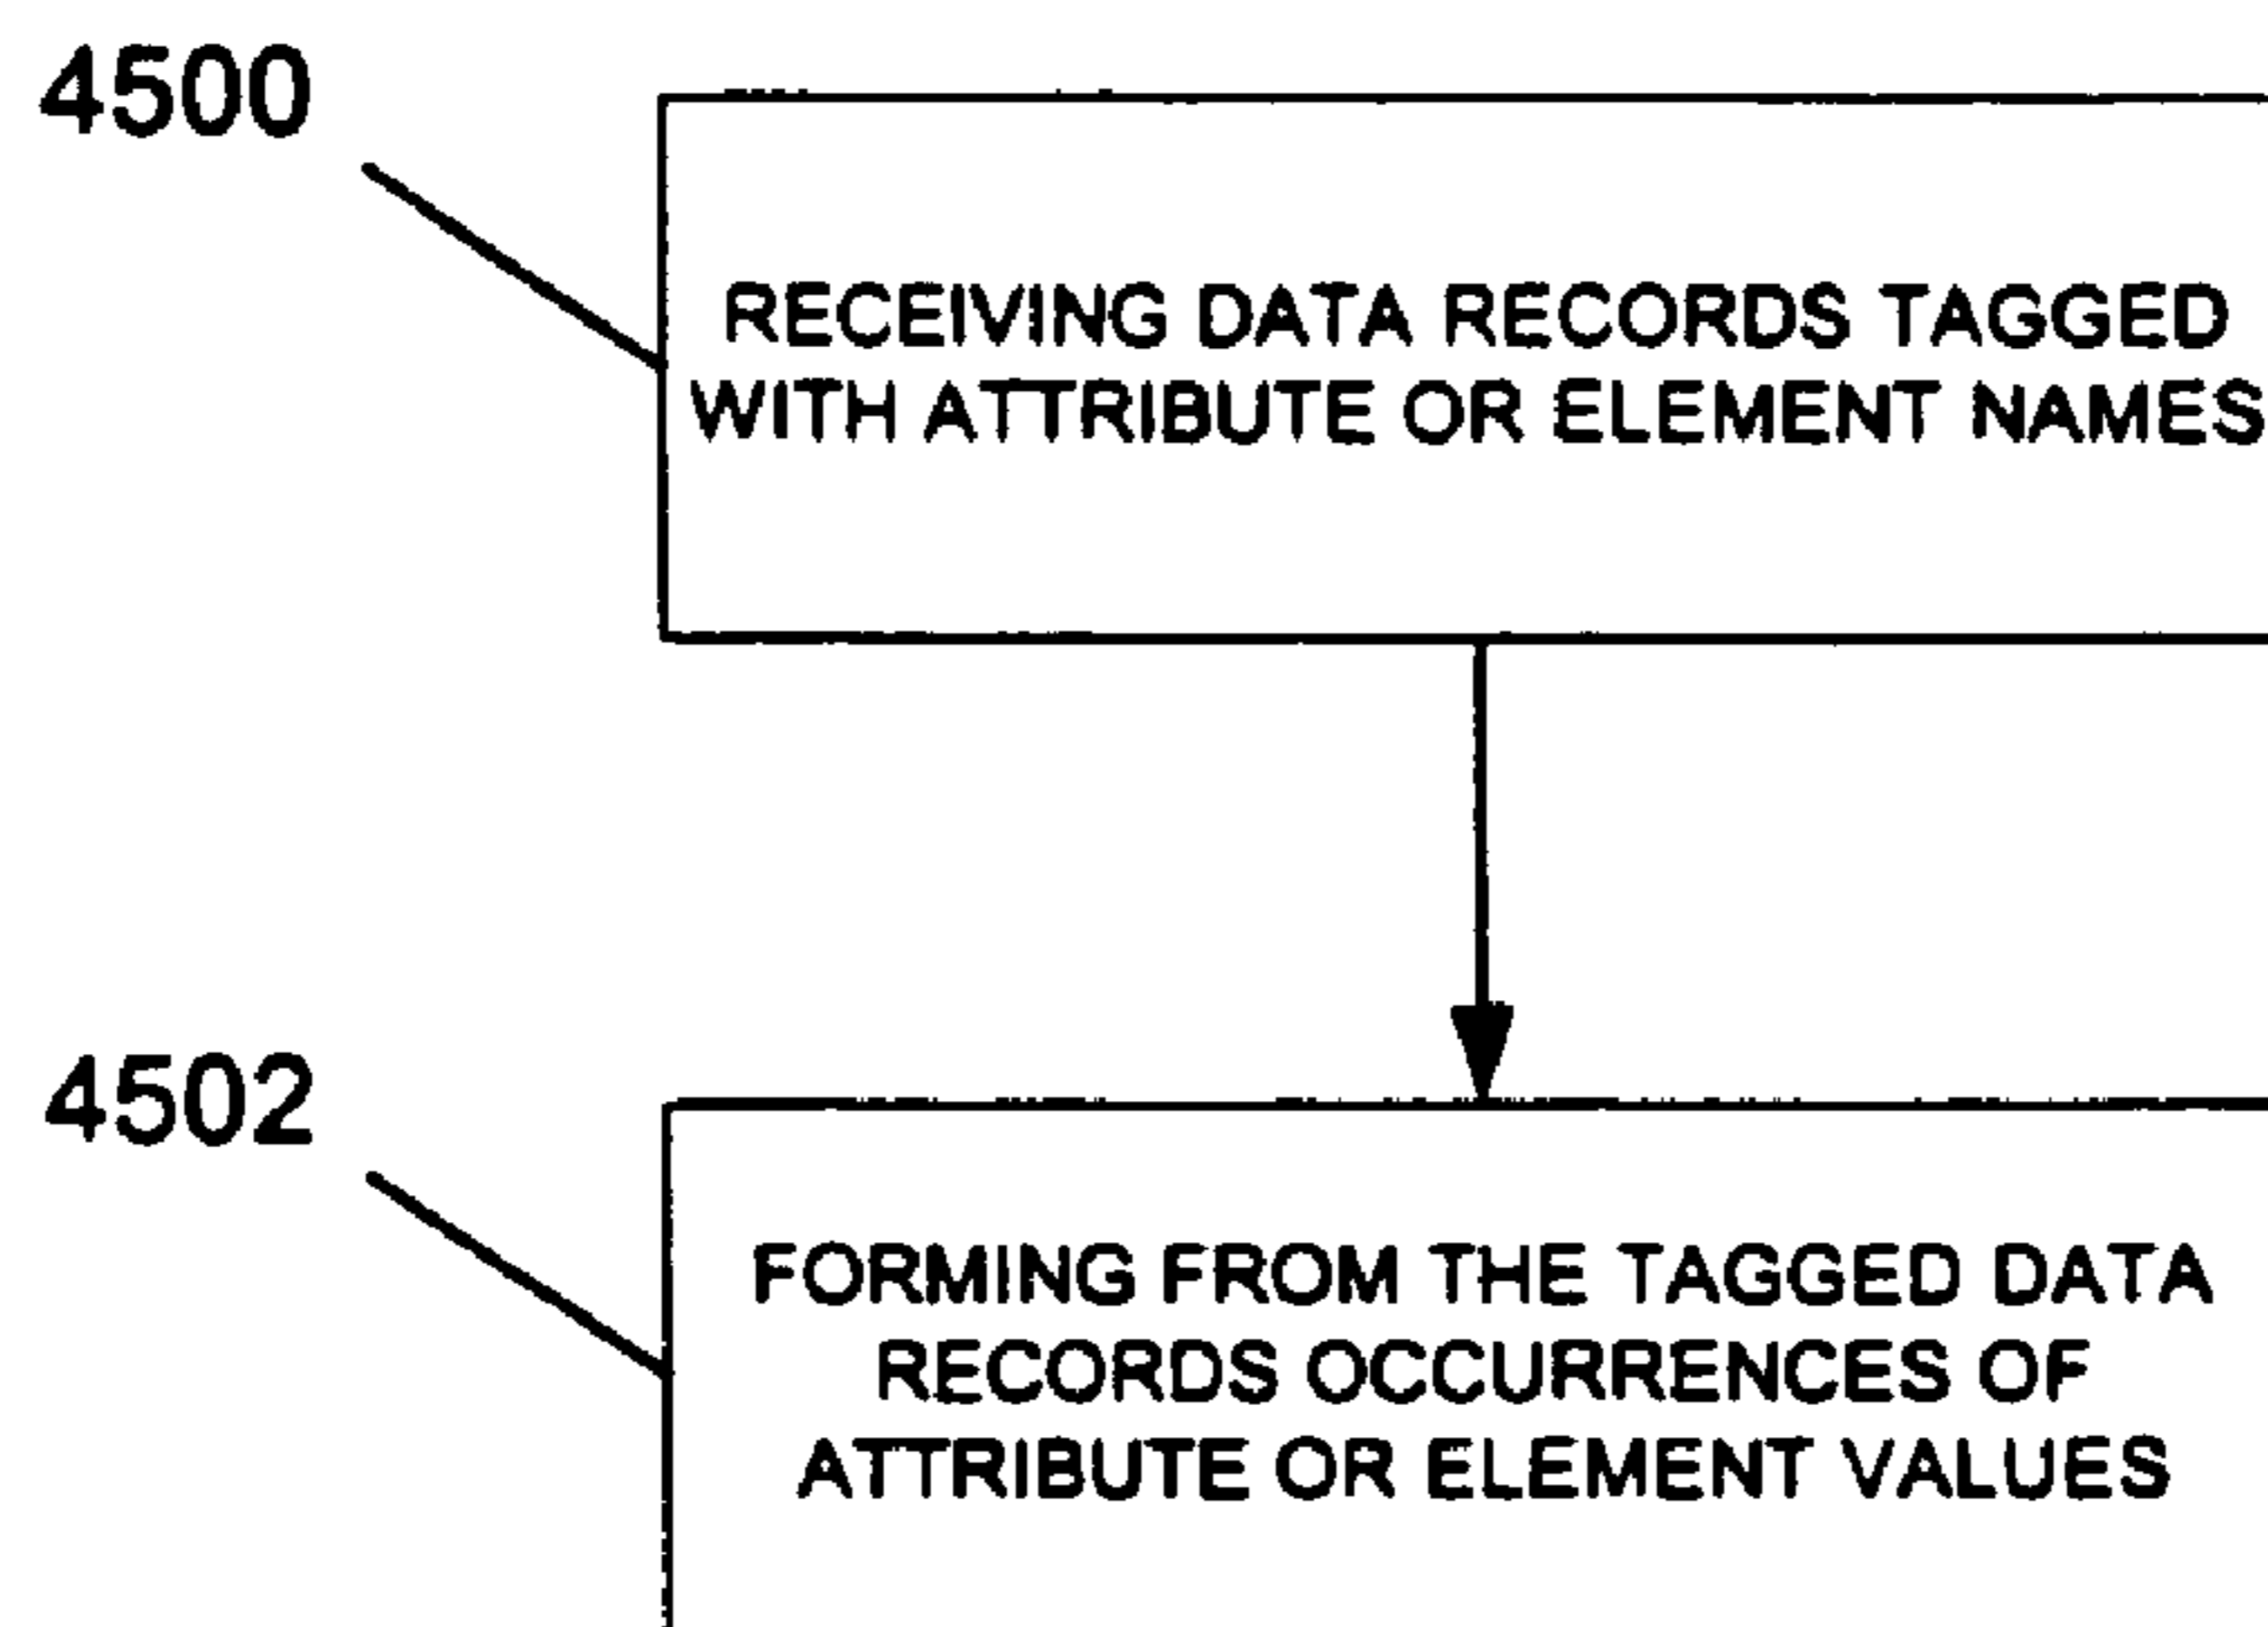 4500
RECEIVING DATA RECORDS TAGGED
WITH ATTRIBUTE OR ELEMENT NAMES
4502
FORMING FROM THE TAGGED DATA
RECORDS OCCURRENCES OF
ATTRIBUTE OR ELEMENT VALUES